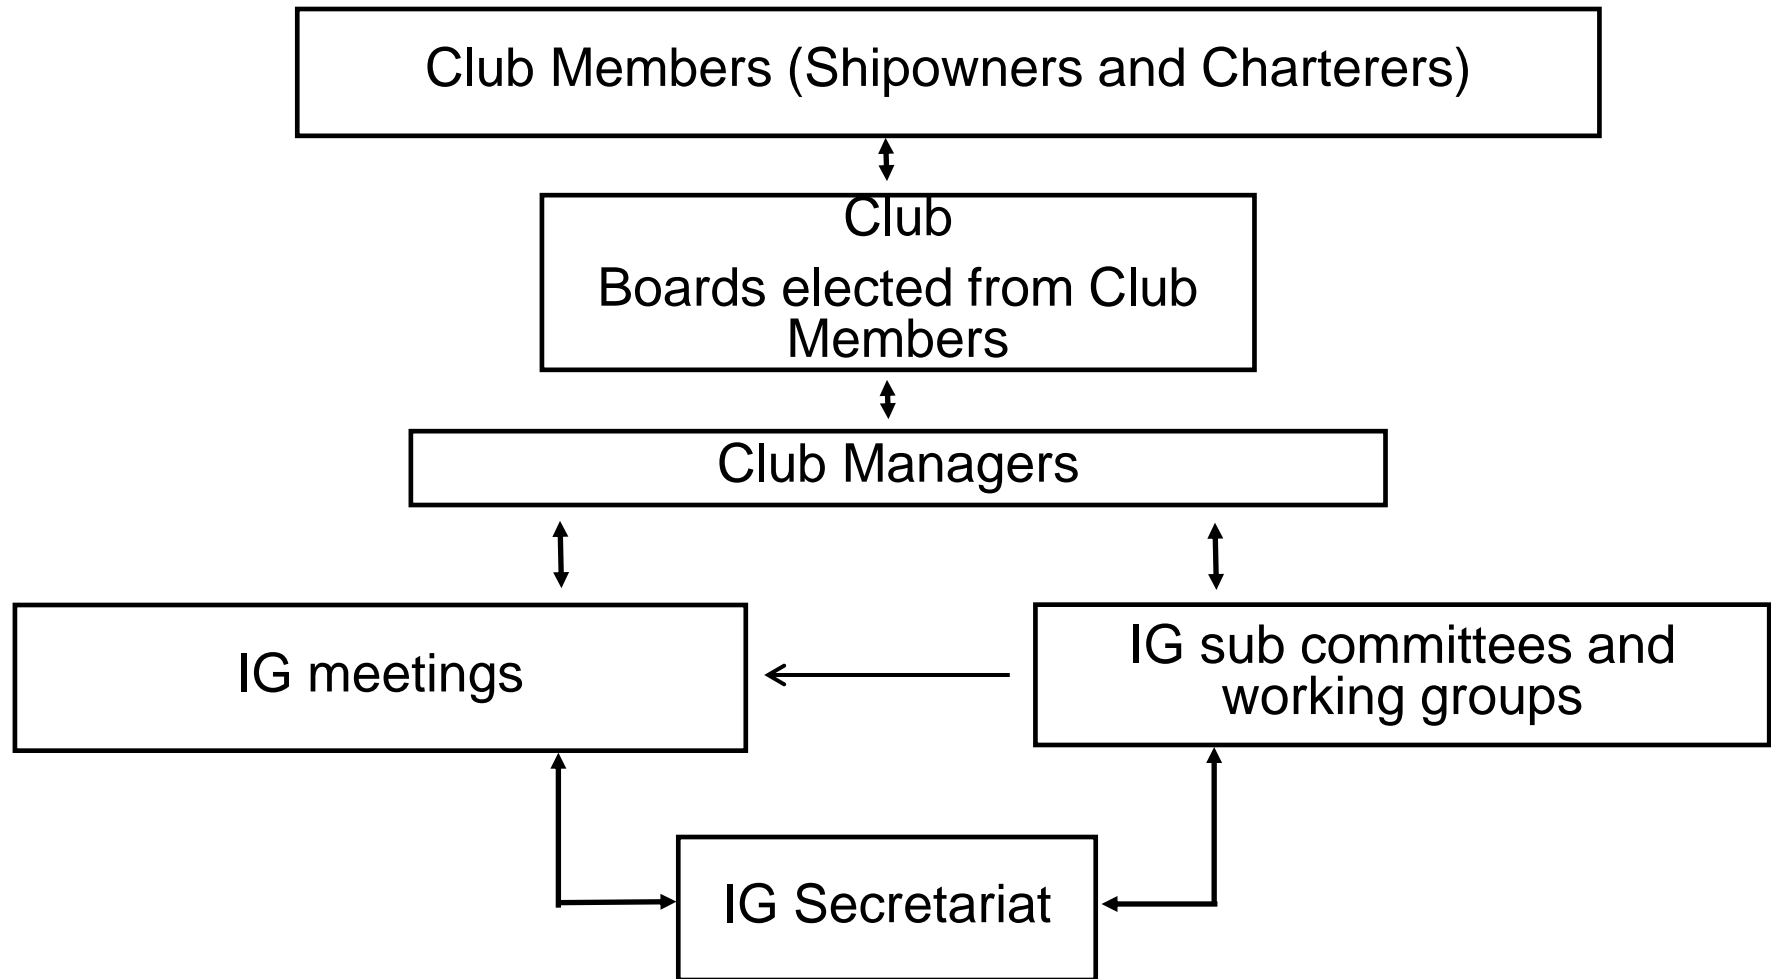 Club Members (Shipowners and Charterers)
Club
Boards elected from Club
Members
Club Managers
IG meetings
IG sub committees and
working groups
IG Secretariat